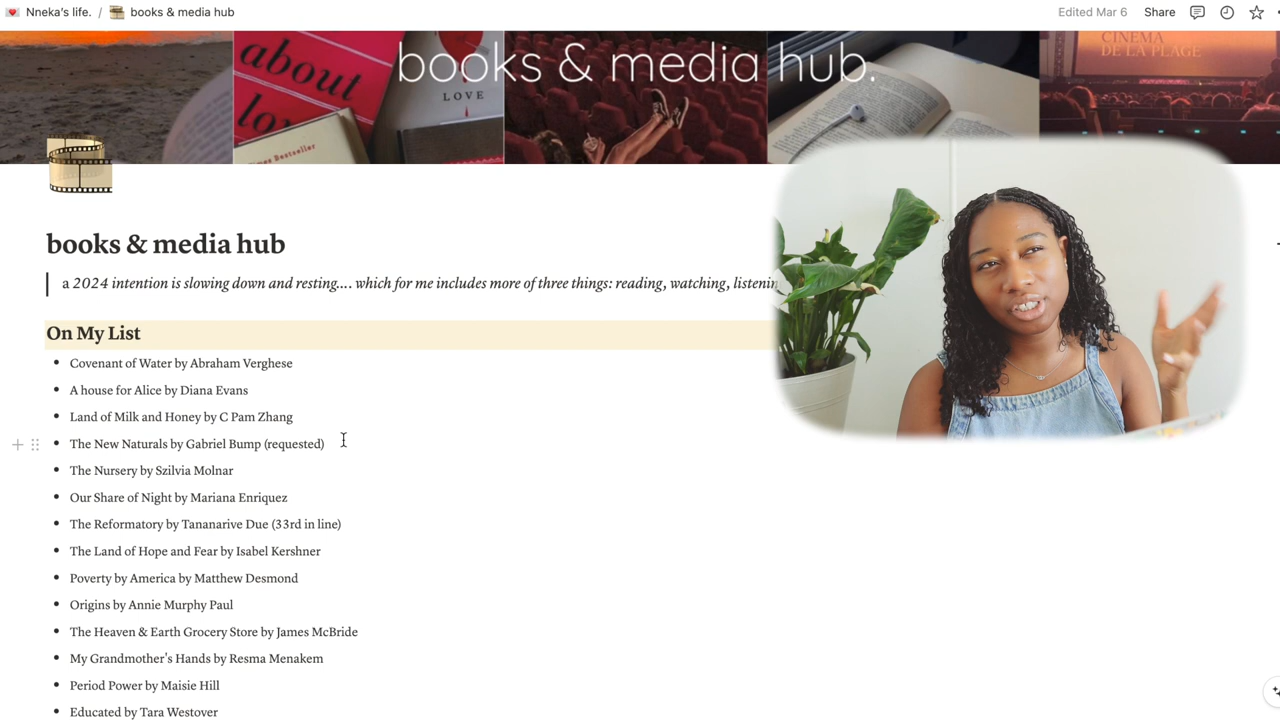 Nneka's life. / books & media hub
Edited Mar 6 Share
books & media hub.
about
LOVE
Bestseller
CINEMA
DE LA PLAGE
books & media hub
a 2024 intention is slowing down and resting.... which for me includes more of three things: reading, watching,
On My List
Covenant of Water by Abraham Verghese
A house for Alice by Diana Evans
Land of Milk and Honey by C Pam Zhang
The New Naturals by Gabriel Bump (requested)
The Nursery by Szilvia Molnar
Our Share of Night by Mariana Enriquez
The Reformatory by Tananarive Due (33rd in line)
The Land of Hope and Fear by Isabel Kershner
Poverty by America by Matthew Desmond
Origins by Annie Murphy Paul
The Heaven & Earth Grocery Store by James McBride
My Grandmother's Hands by Resma Menakem
Period Power by Maisie Hill
Educated by Tara Westover